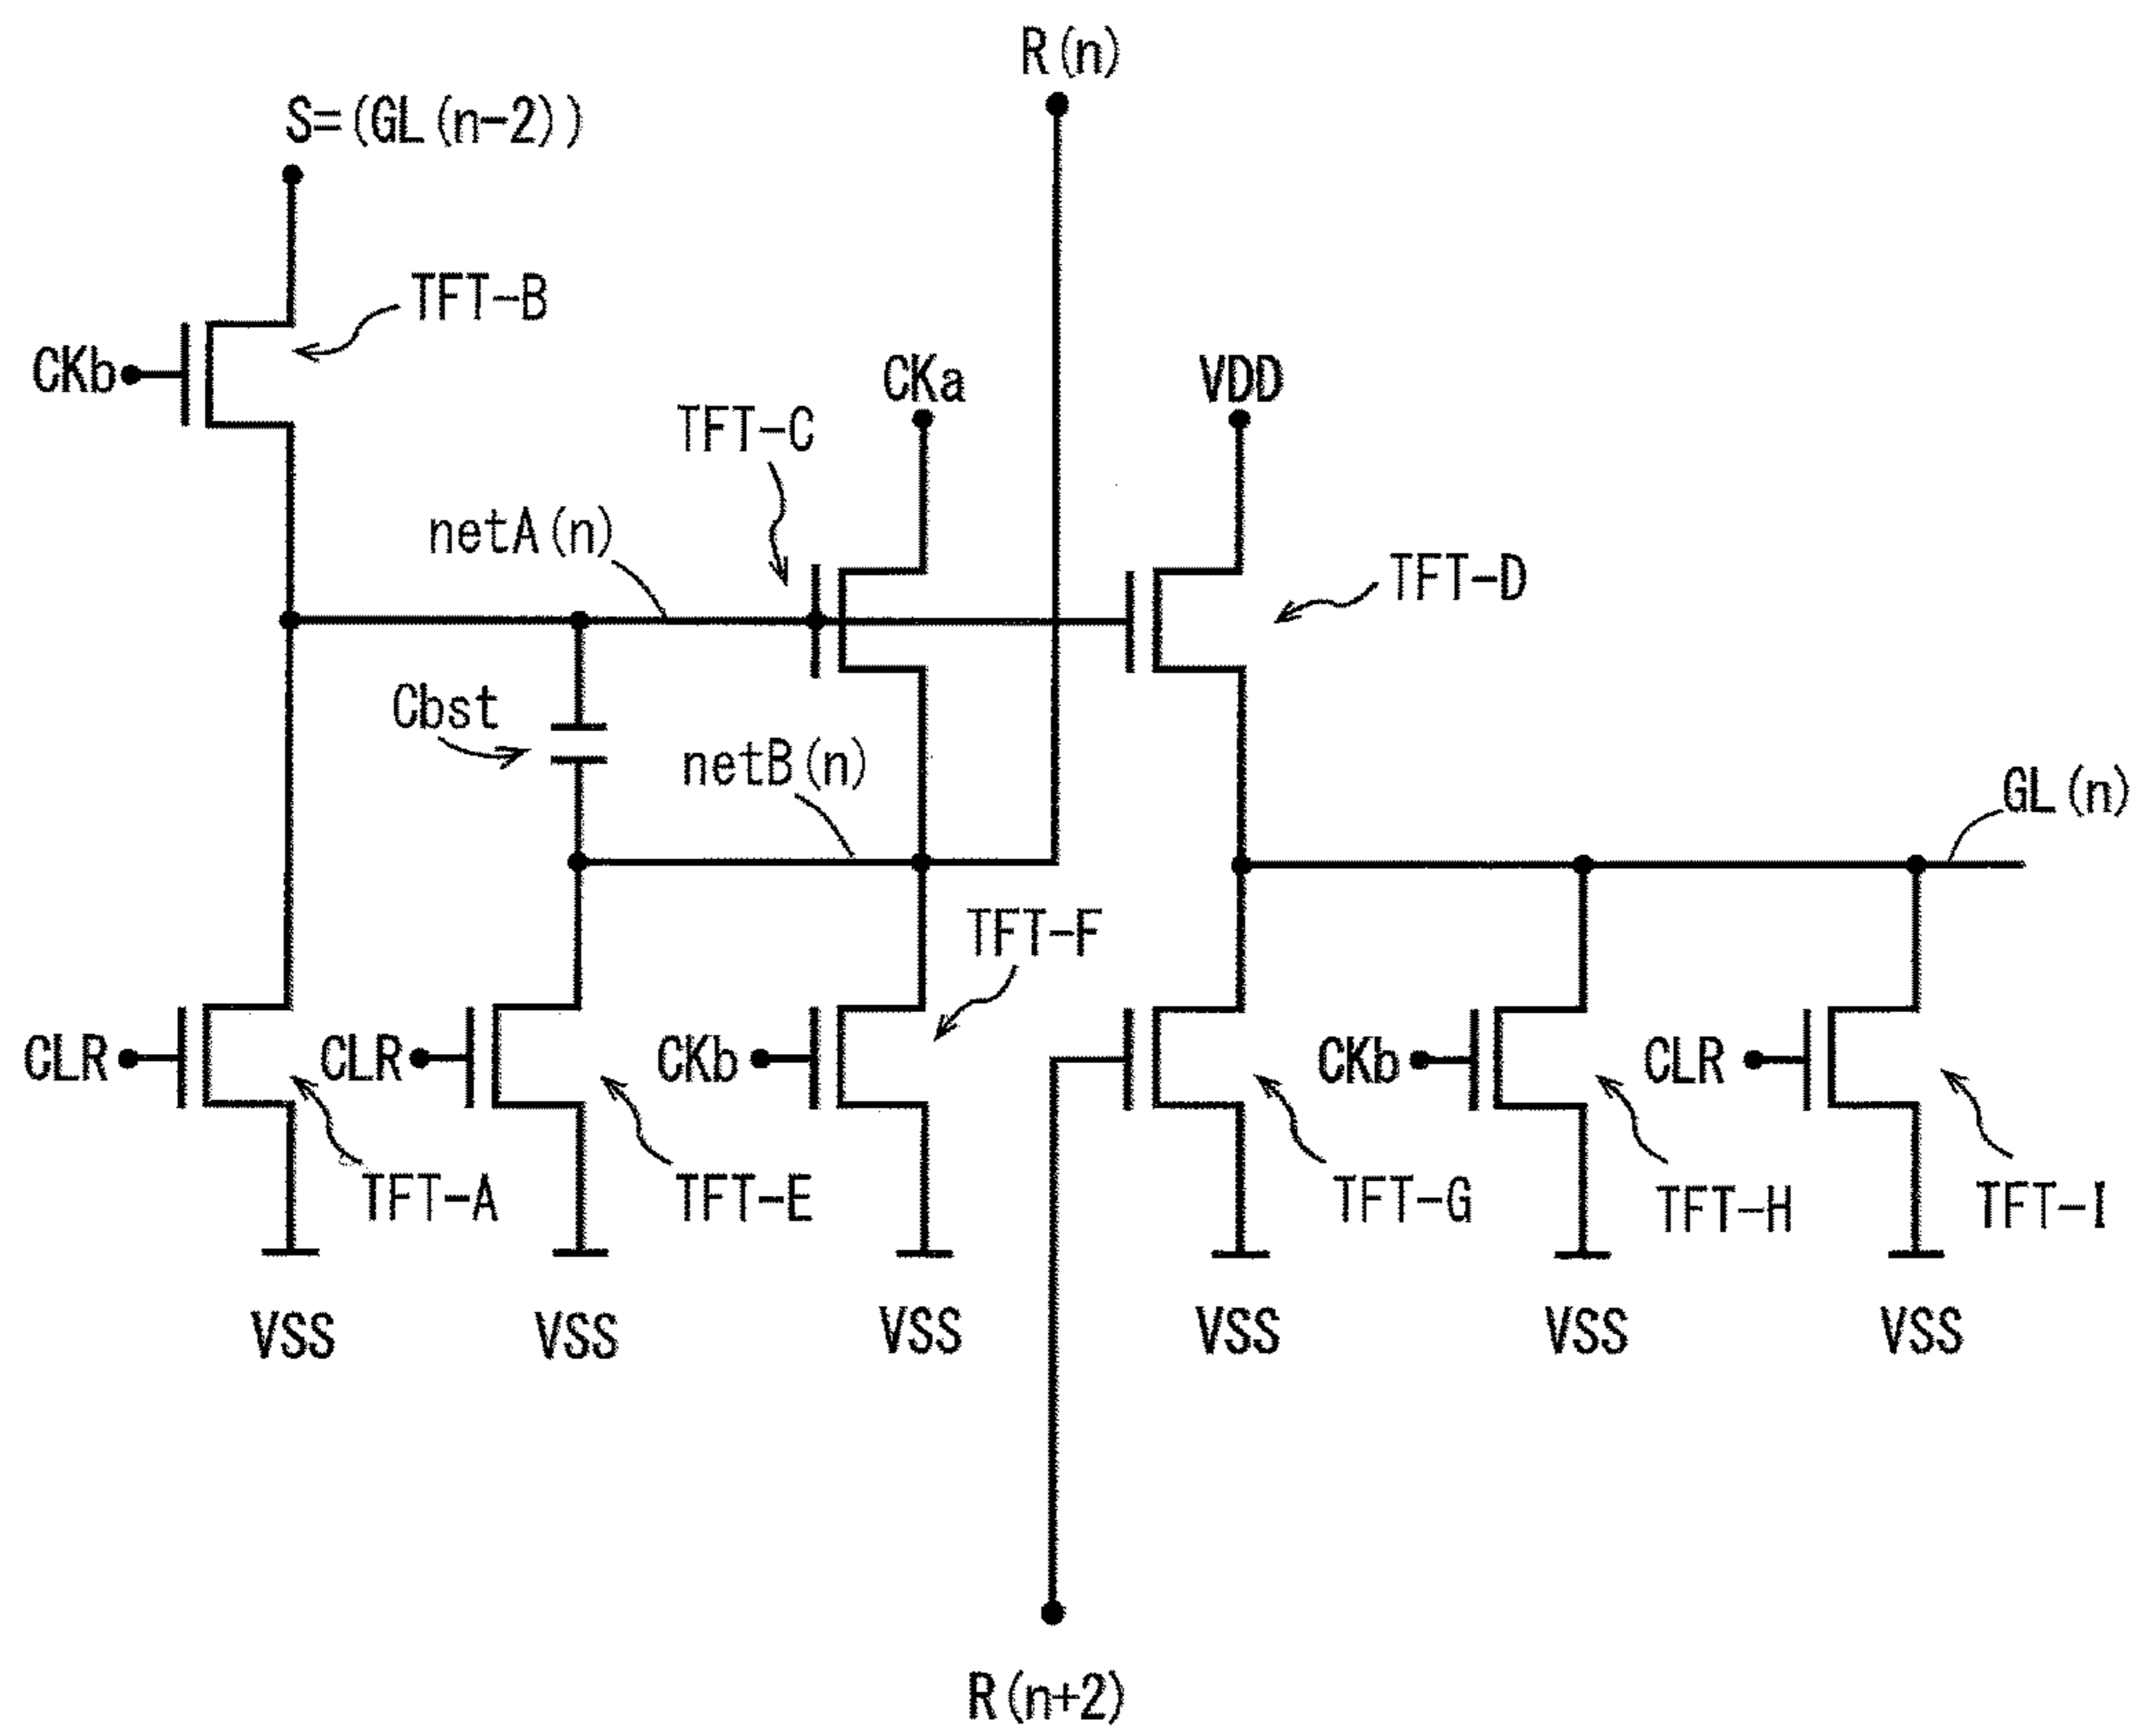 R(n)
S=(GL(n-2))
TFT-B
CKb
CKa
VDD
TFT-C
netA(n)
TFT-D
Cbst
netB(n)
GL(n)
TFT-F
CLR
CLR
CKb
CKb
CLR
TFT-A
TFT-E
TFT-G
TFT-H
TFT-I
VSS
VSS
VSS
VSS
VSS
VSS
R(n+2)